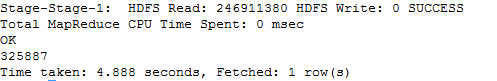 Stage-Stage-1:  HDFS Read: 246911380 HDFS Write: 0 SUCCESS
Total MapReduce CPU Time Spent: 0 msec
OK
325887
Time taken: 4.888 seconds, Fetched: 1 row(s)